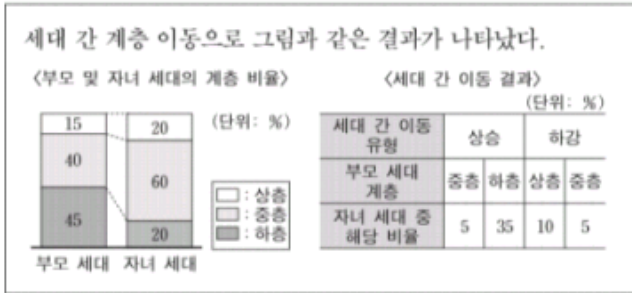 세대 간 계층 이동으로 그림과 같은 결과가 나타났다.
〈부모 및 자녀 세대의 계층 비율〉
(단위: %)
15
20
40
60
45
20
부모 세대
자녀 세대
: 상층
: 중층
: 하층
〈세대 간 이동 결과〉
(단위: %)
세대 간 이동
유형
상승
하강
부모 세대
계층
중층 하층 상층 중층
자녀 세대 중
해당 비율
5 35 10 5